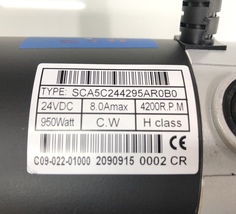 TYPE: SCA5C244295AR0B0
24VDC 8.0Amax 4200R.P.M
950Watt C.W H class
C09-022-01000 2090915 0002 CR